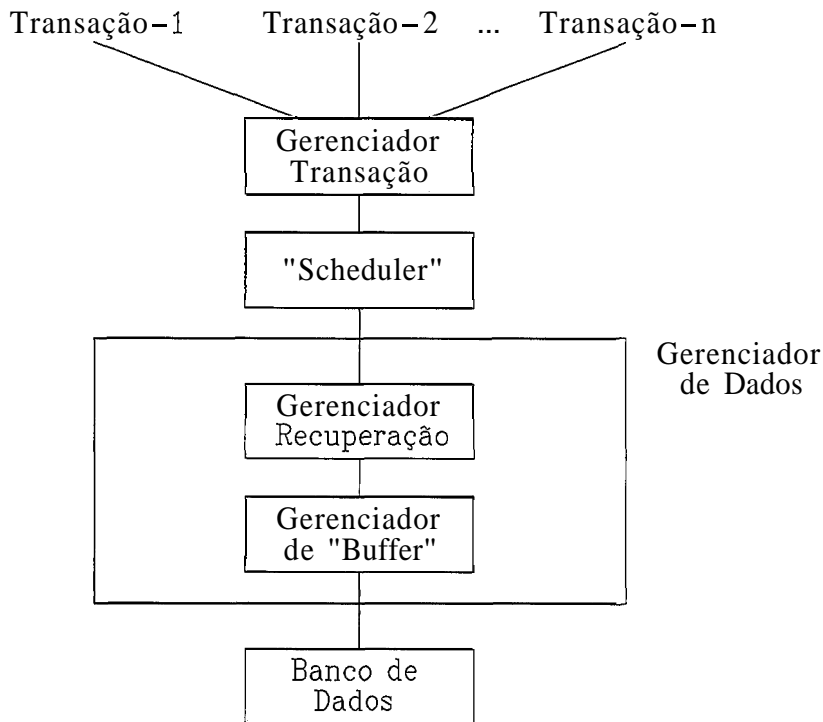 Transação-1 Transação-2 ... Transação-n
Gerenciador
Transação
"Scheduler"
Gerenciador
de Dados
Gerenciador
Recuperação
Gerenciador
de "Buffer"
Banco de
Dados